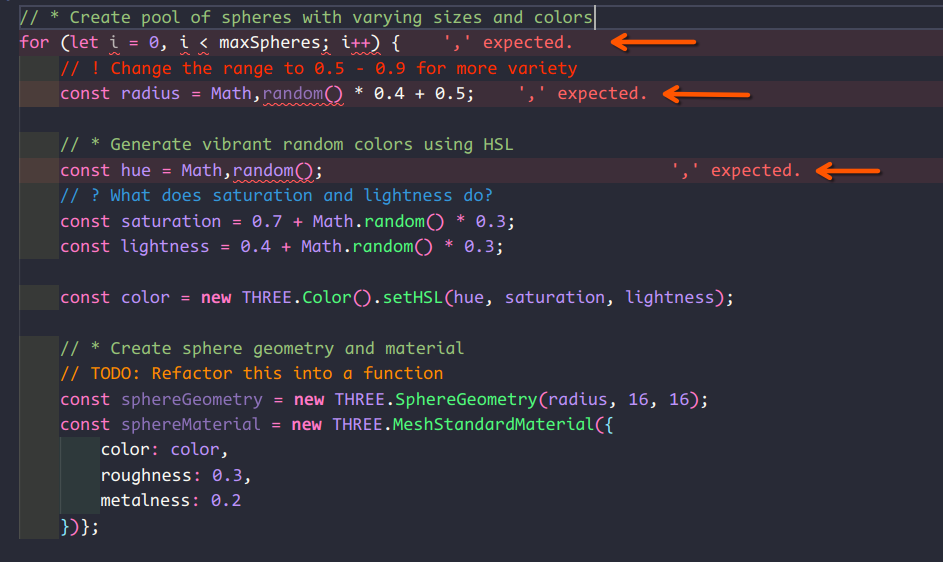 // * Create pool of spheres with varying sizes and colors
for (let i = 0, i < maxSpheres; i++) { ',' expected.
// ! Change the range to 0.5 - 0.9 for more variety
const radius = Math,random() * 0.4 + 0.5; ',' expected.
// * Generate vibrant random colors using HSL
const hue = Math,random(); ',' expected.
// ? What does saturation and lightness do?
const saturation = 0.7 + Math.random() * 0.3;
const lightness = 0.4 + Math.random() * 0.3;
const color = new THREE.Color().setHSL(hue, saturation, lightness);
// * Create sphere geometry and material
// TODO: Refactor this into a function
const sphereGeometry = new THREE.SphereGeometry(radius, 16, 16);
const sphereMaterial = new THREE.MeshStandardMaterial({
color: color,
roughness: 0.3,
metalness: 0.2
})};